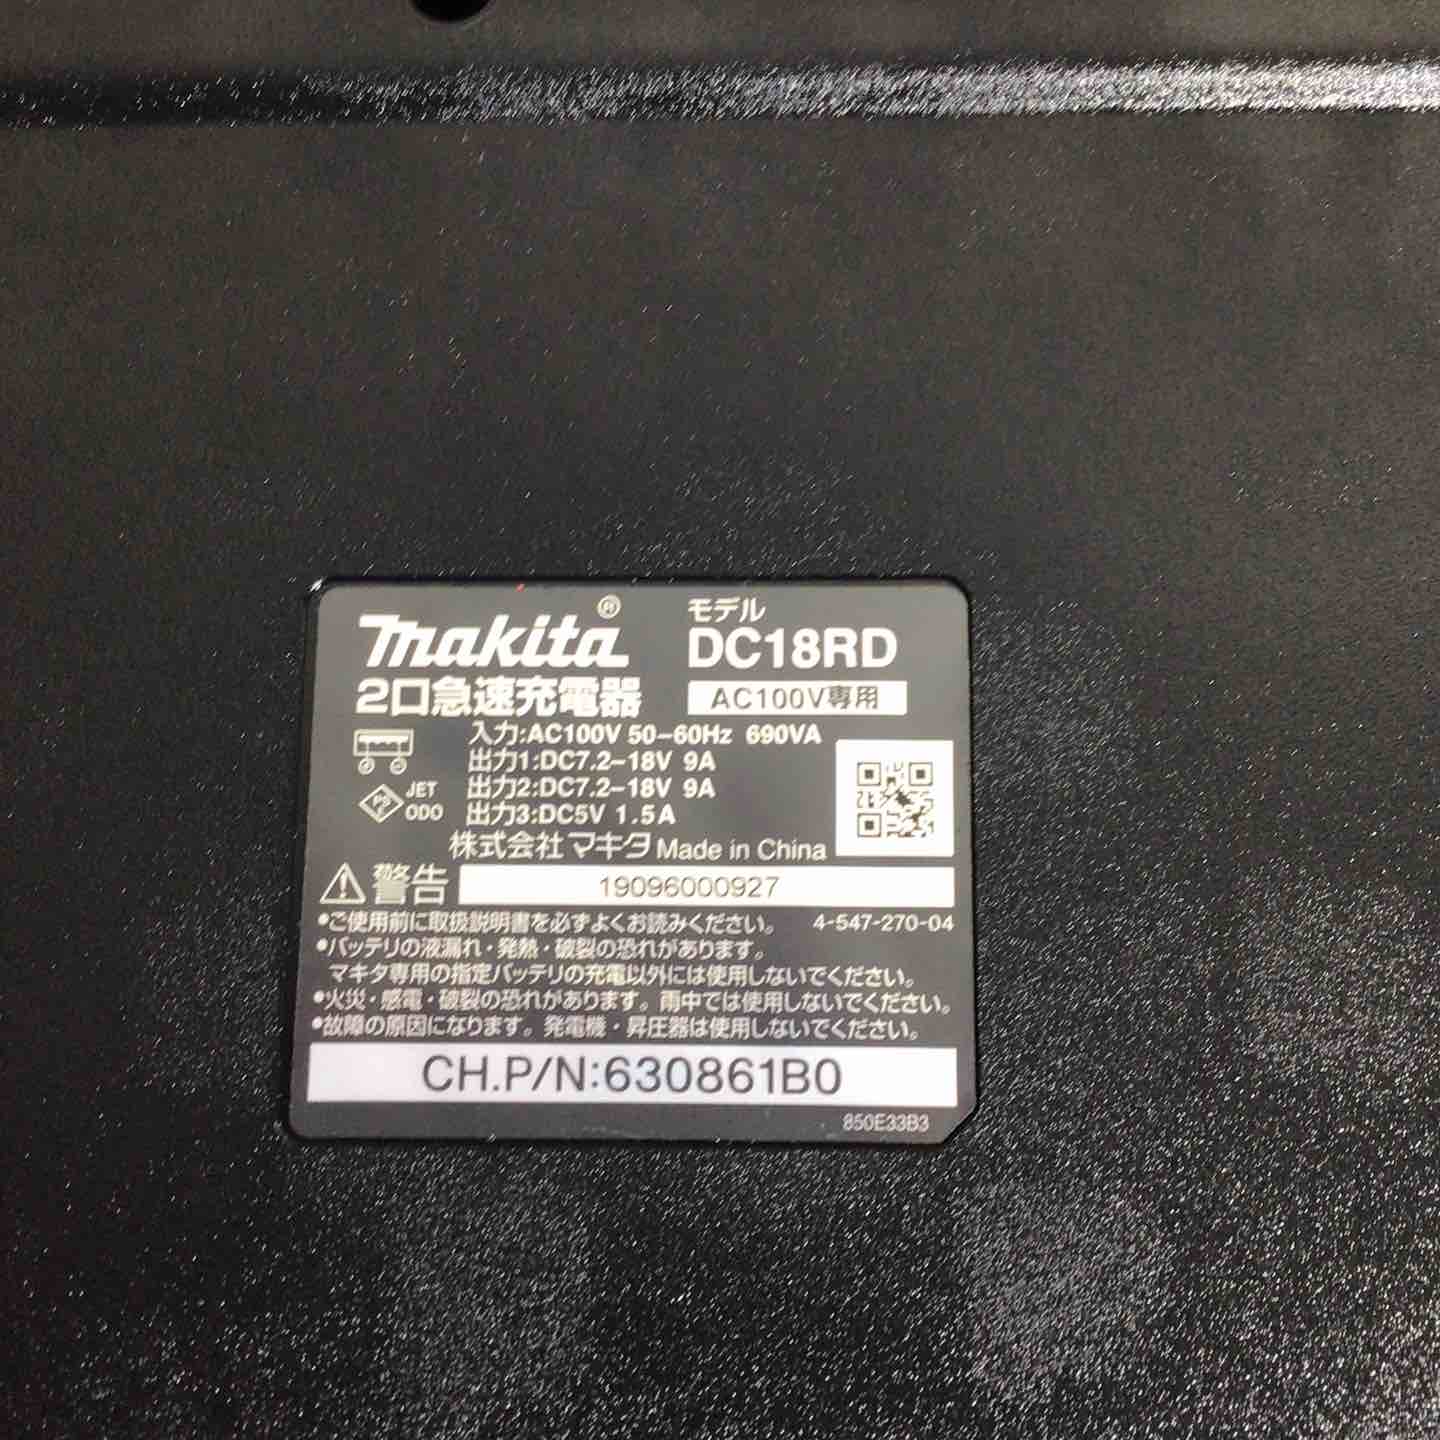 makita®
モデル
DC18RD
2口急速充電器
AC100V専用
入力:AC100V 50-60Hz 690VA
出力1:DC7.2-18V 9A
出力2:DC7.2-18V 9A
出力3:DC5V 1.5A
PS
E
JET
ODO
株式会社マキタ Made in China
警告
19096000927
•ご使用前に取扱説明書を必ずよくお読みください。 4-547-270-04
•バッテリの液漏れ・発熱・破裂の恐れがあります。
マキタ専用の指定バッテリの充電以外には使用しないでください。
•火災・感電・破裂の恐れがあります。雨中では使用しないでください。
•故障の原因になります。発電機・昇圧器は使用しないでください。
CH.P/N:630861B0
850E33B3